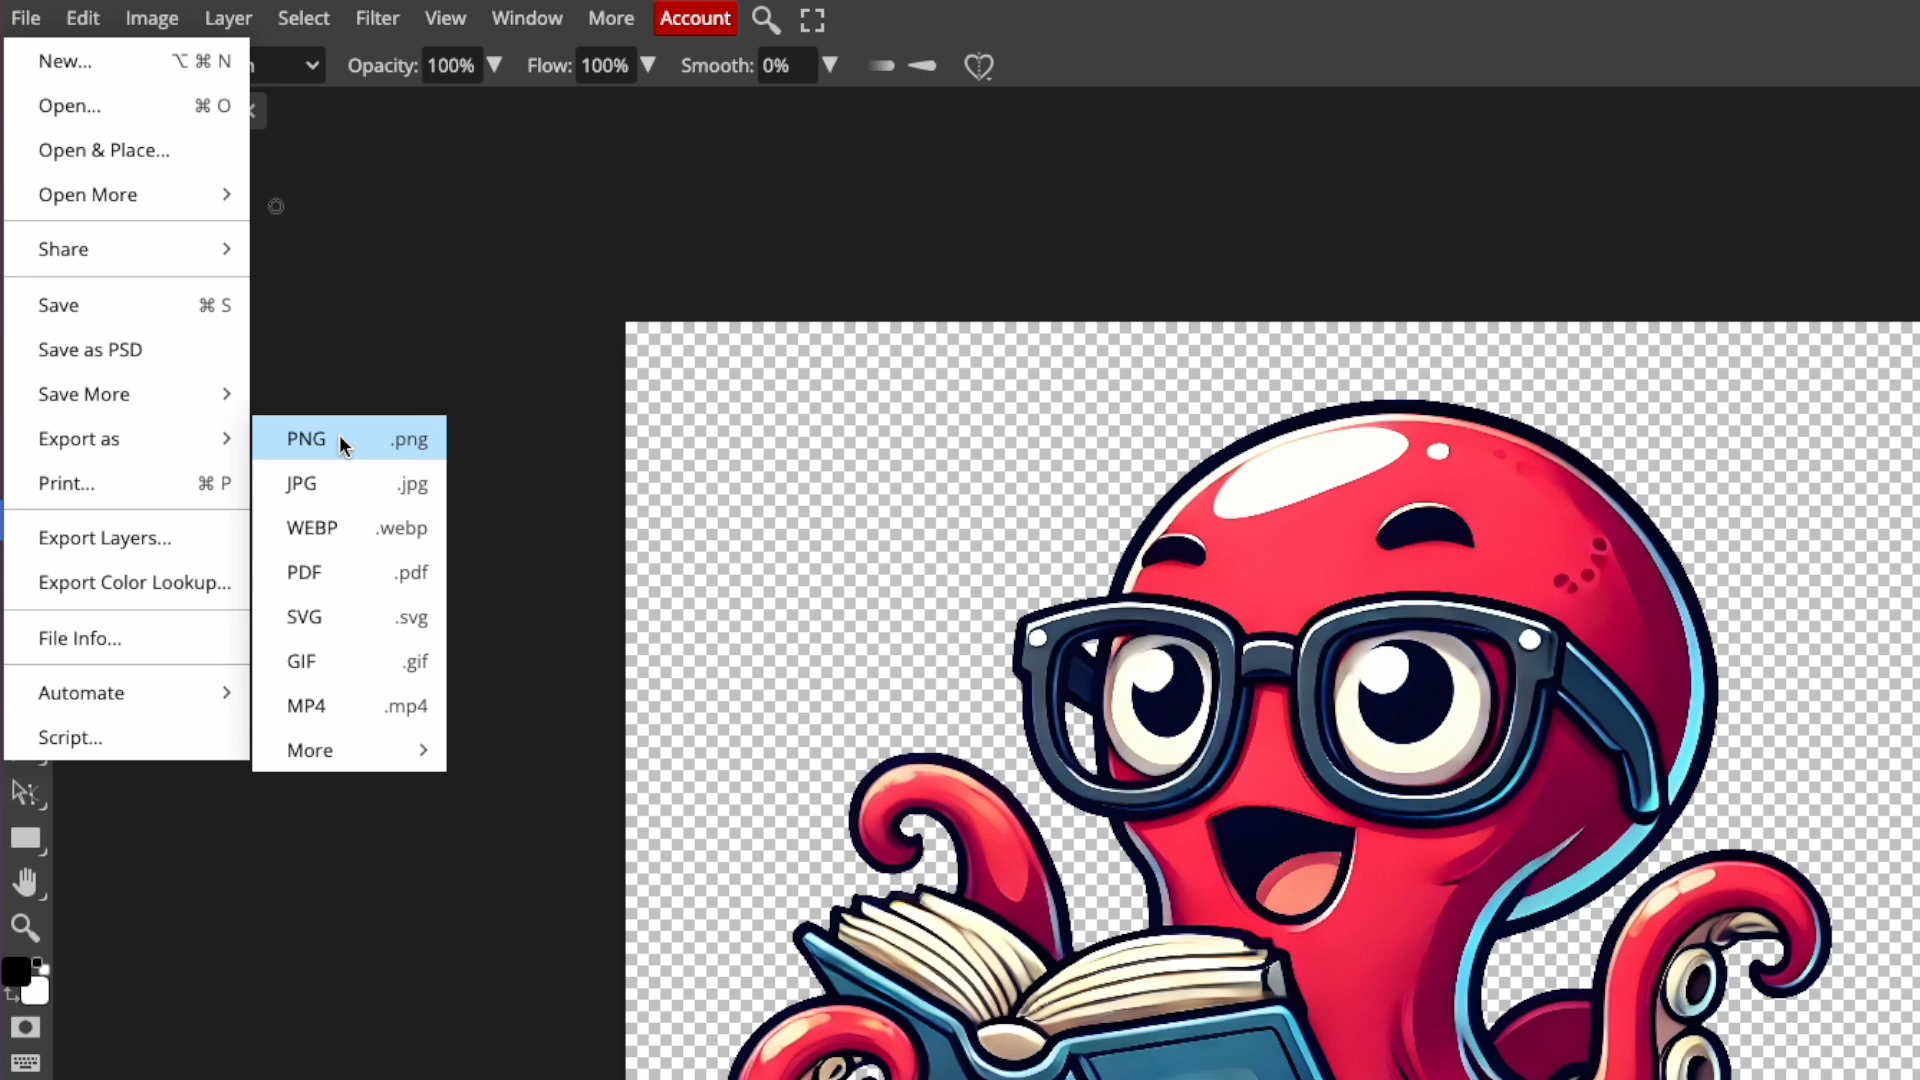 File Edit Image Layer Select Filter View Window More Account
Opacity: 100% Flow: 100% Smooth: 0%
New... ⌥ ⌘ N
Open... ⌘ O
Open & Place...
Open More
Share
Save ⌘ S
Save as PSD
Save More
Export as
Print... ⌘ P
Export Layers...
Export Color Lookup...
File Info...
Automate
Script...
PNG .png
JPG .jpg
WEBP .webp
PDF .pdf
SVG .svg
GIF .gif
MP4 .mp4
More